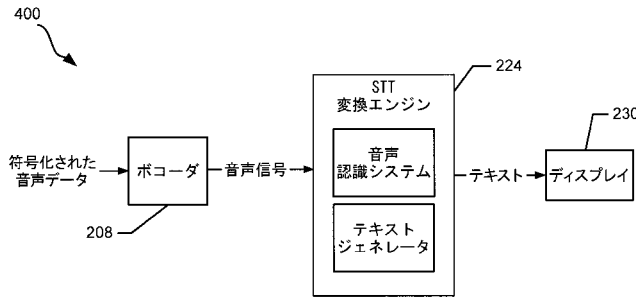 400
224
STT
変換エンジン
230
符号化された
音声データ
ボコーダ
音声信号
音声
認識システム
テキスト
ディスプレイ
208
テキスト
ジェネレータ